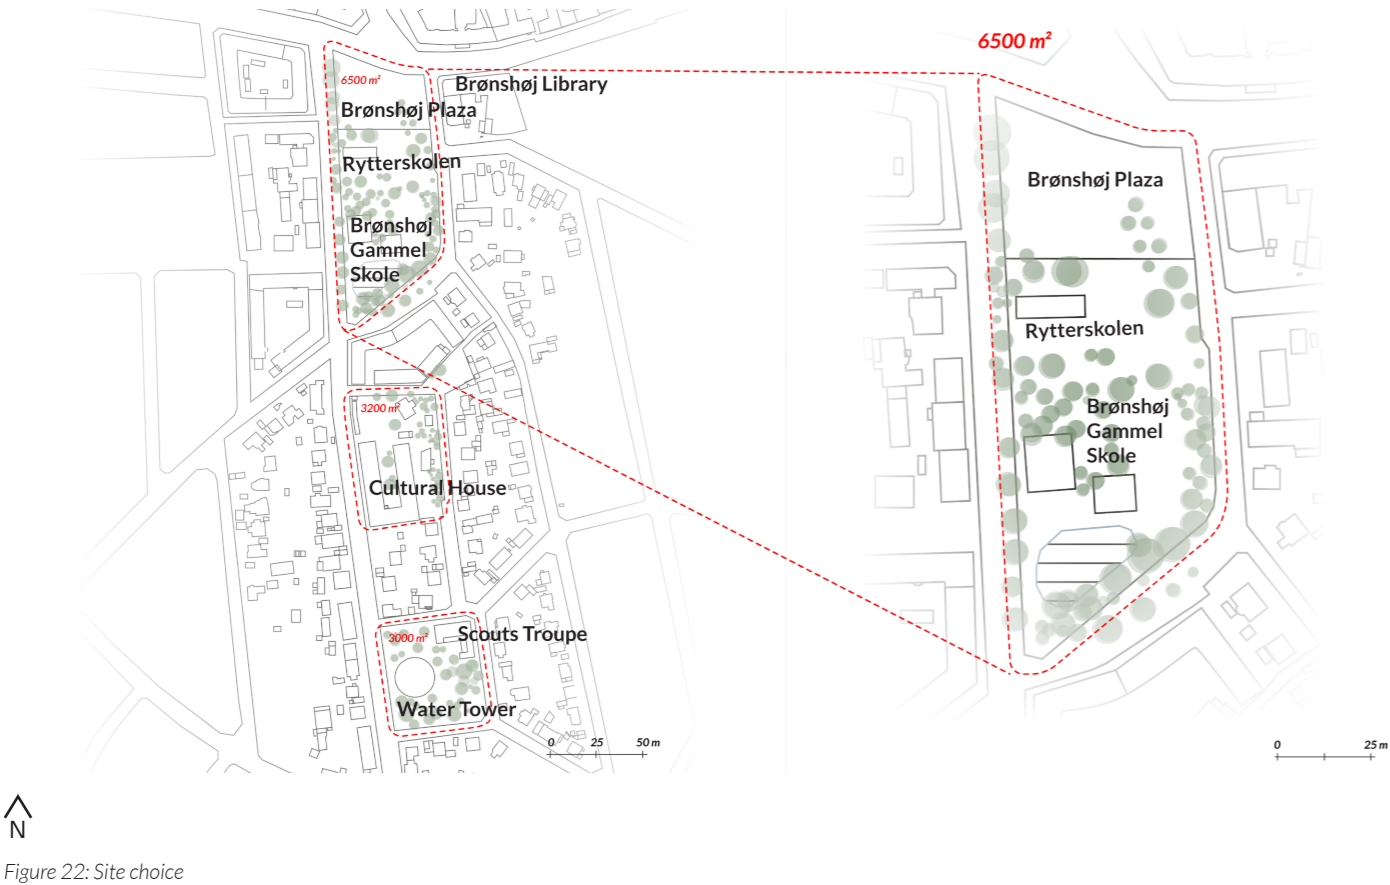 6500 m²
Brønshøj Library
Brønshøj Plaza
Rytterskolen
Brønshøj
Gammel
Skole
3200 m²
Cultural House
3000 m²
Scouts Troupe
Water Tower
0 25 50 m
6500 m²
Brønshøj Plaza
Rytterskolen
Brønshøj
Gammel
Skole
0 25 m
N
Figure 22: Site choice